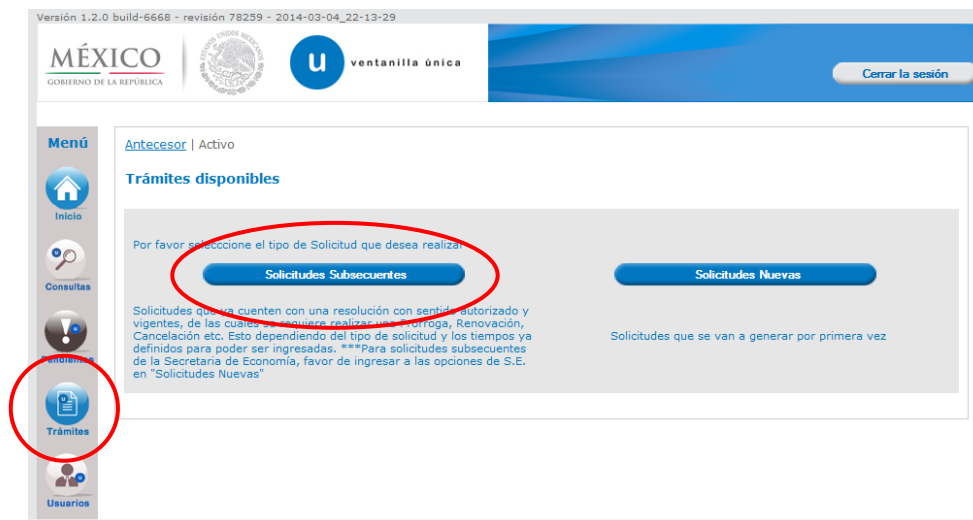 Versión 1.2.0 build-6668 - revisión 78259 - 2014-03-04_22-13-29
MÉXICO
GOBIERNO DE LA REPÚBLICA
ESTADOS UNIDOS MEXICANOS
u
ventanilla única
Cerrar la sesión
Menú
Antecesor | Activo
Trámites disponibles
Inicio
Por favor selecccione el tipo de Solicitud que desea realizar
Consultas
Solicitudes Subsecuentes
Solicitudes Nuevas
Solicitudes que ya cuenten con una resolución con sentido autorizado y
vigentes, de las cuales se requiere realizar una Prórroga, Renovación,
Cancelación etc. Esto dependiendo del tipo de solicitud y los tiempos ya
definidos para poder ser ingresadas. ***Para solicitudes subsecuentes
de la Secretaria de Economía, favor de ingresar a las opciones de S.E.
en "Solicitudes Nuevas"
Solicitudes que se van a generar por primera vez
Pendientes
Trámites
Usuarios